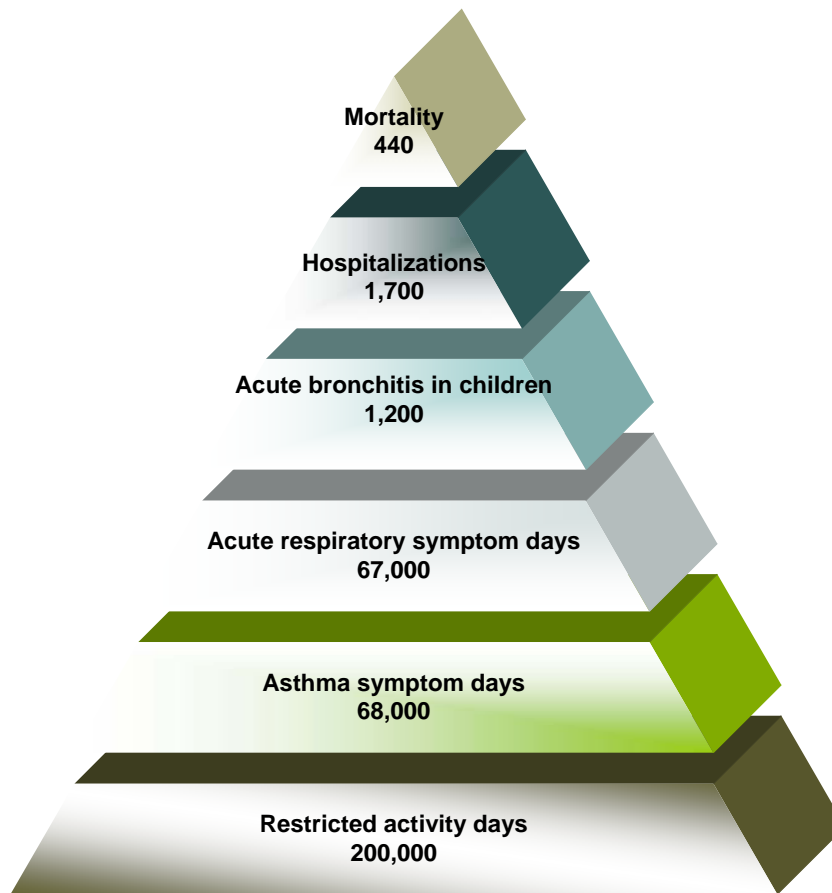 Mortality
440
Hospitalizations
1,700
Acute bronchitis in children
1,200
Acute respiratory symptom days
67,000
Asthma symptom days
68,000
Restricted activity days
200,000